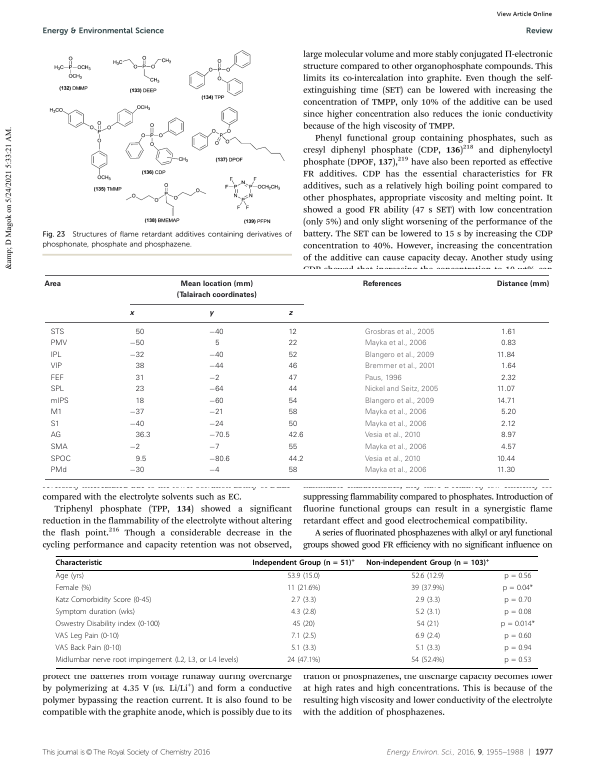 View Article Online
Energy & Environmental Science
Review
&amp; D Magok on 5/24/2021 5:33:21 AM.
(132) DMMP
(133) DEEP
(134) TPP
(135) TMMP
(136) CDP
(137) DPOF
(138) BMEMAP
(139) PFPN
Fig. 23 Structures of flame retardant additives containing derivatives of
phosphonate, phosphate and phosphazene.
large molecular volume and more stably conjugated Π-electronic
structure compared to other organophosphate compounds. This
limits its co-intercalation into graphite. Even though the self-
extinguishing time (SET) can be lowered with increasing the
concentration of TMPP, only 10% of the additive can be used
since higher concentration also reduces the ionic conductivity
because of the high viscosity of TMPP.
Phenyl functional group containing phosphates, such as
cresyl diphenyl phosphate (CDP, 136)218 and diphenyloctyl
phosphate (DPOF, 137),219 have also been reported as effective
FR additives. CDP has the essential characteristics for FR
additives, such as a relatively high boiling point compared to
other phosphates, appropriate viscosity and melting point. It
showed a good FR ability (47 s SET) with low concentration
(only 5%) and only slight worsening of the performance of the
battery. The SET can be lowered to 15 s by increasing the CDP
concentration to 40%. However, increasing the concentration
of the additive can cause capacity decay. Another study using
Area Mean location (mm) References Distance (mm)
(Talairach coordinates)
x y z
STS 50 −40 12 Grosbras et al., 2005 1.61
PMV −50 5 22 Mayka et al., 2006 0.83
IPL −32 −40 52 Blangero et al., 2009 11.84
VIP 38 −44 46 Bremmer et al., 2001 1.64
FEF 31 −2 47 Paus, 1996 2.32
SPL 23 −64 44 Nickel and Seitz, 2005 11.07
mIPS 18 −60 54 Blangero et al., 2009 14.71
M1 −37 −21 58 Mayka et al., 2006 5.20
S1 −40 −24 50 Mayka et al., 2006 2.12
AG 36.3 −70.5 42.6 Vesia et al., 2010 8.97
SMA −2 −7 55 Mayka et al., 2006 4.57
SPOC 9.5 −80.6 44.2 Vesia et al., 2010 10.44
PMd −30 −4 58 Mayka et al., 2006 11.30
compared with the electrolyte solvents such as EC.
Triphenyl phosphate (TPP, 134) showed a significant
reduction in the flammability of the electrolyte without altering
the flash point.216 Though a considerable decrease in the
cycling performance and capacity retention was not observed,
suppressing flammability compared to phosphates. Introduction of
fluorine functional groups can result in a synergistic flame
retardant effect and good electrochemical compatibility.
A series of fluorinated phosphazenes with alkyl or aryl functional
groups showed good FR efficiency with no significant influence on
Characteristic Independent Group (n = 51)+ Non-independent Group (n = 103)+
Age (yrs) 53.9 (15.0) 52.6 (12.9) p = 0.56
Female (%) 11 (21.6%) 39 (37.9%) p = 0.04*
Katz Comorbidity Score (0-45) 2.7 (3.3) 2.9 (3.3) p = 0.70
Symptom duration (wks) 4.3 (2.8) 5.2 (3.1) p = 0.08
Oswestry Disability index (0-100) 45 (20) 54 (21) p = 0.014*
VAS Leg Pain (0-10) 7.1 (2.5) 6.9 (2.4) p = 0.60
VAS Back Pain (0-10) 5.1 (3.3) 5.1 (3.3) p = 0.94
Midlumbar nerve root impingement (L2, L3, or L4 levels) 24 (47.1%) 54 (52.4%) p = 0.53
protect the batteries from voltage runaway during overcharge
by polymerizing at 4.35 V (vs. Li/Li+) and form a conductive
polymer bypassing the reaction current. It is also found to be
compatible with the graphite anode, which is possibly due to its
tration of phosphazenes, the discharge capacity becomes lower
at high rates and high concentrations. This is because of the
resulting high viscosity and lower conductivity of the electrolyte
with the addition of phosphazenes.
This journal is © The Royal Society of Chemistry 2016
Energy Environ. Sci., 2016, 9, 1955–1988 | 1977